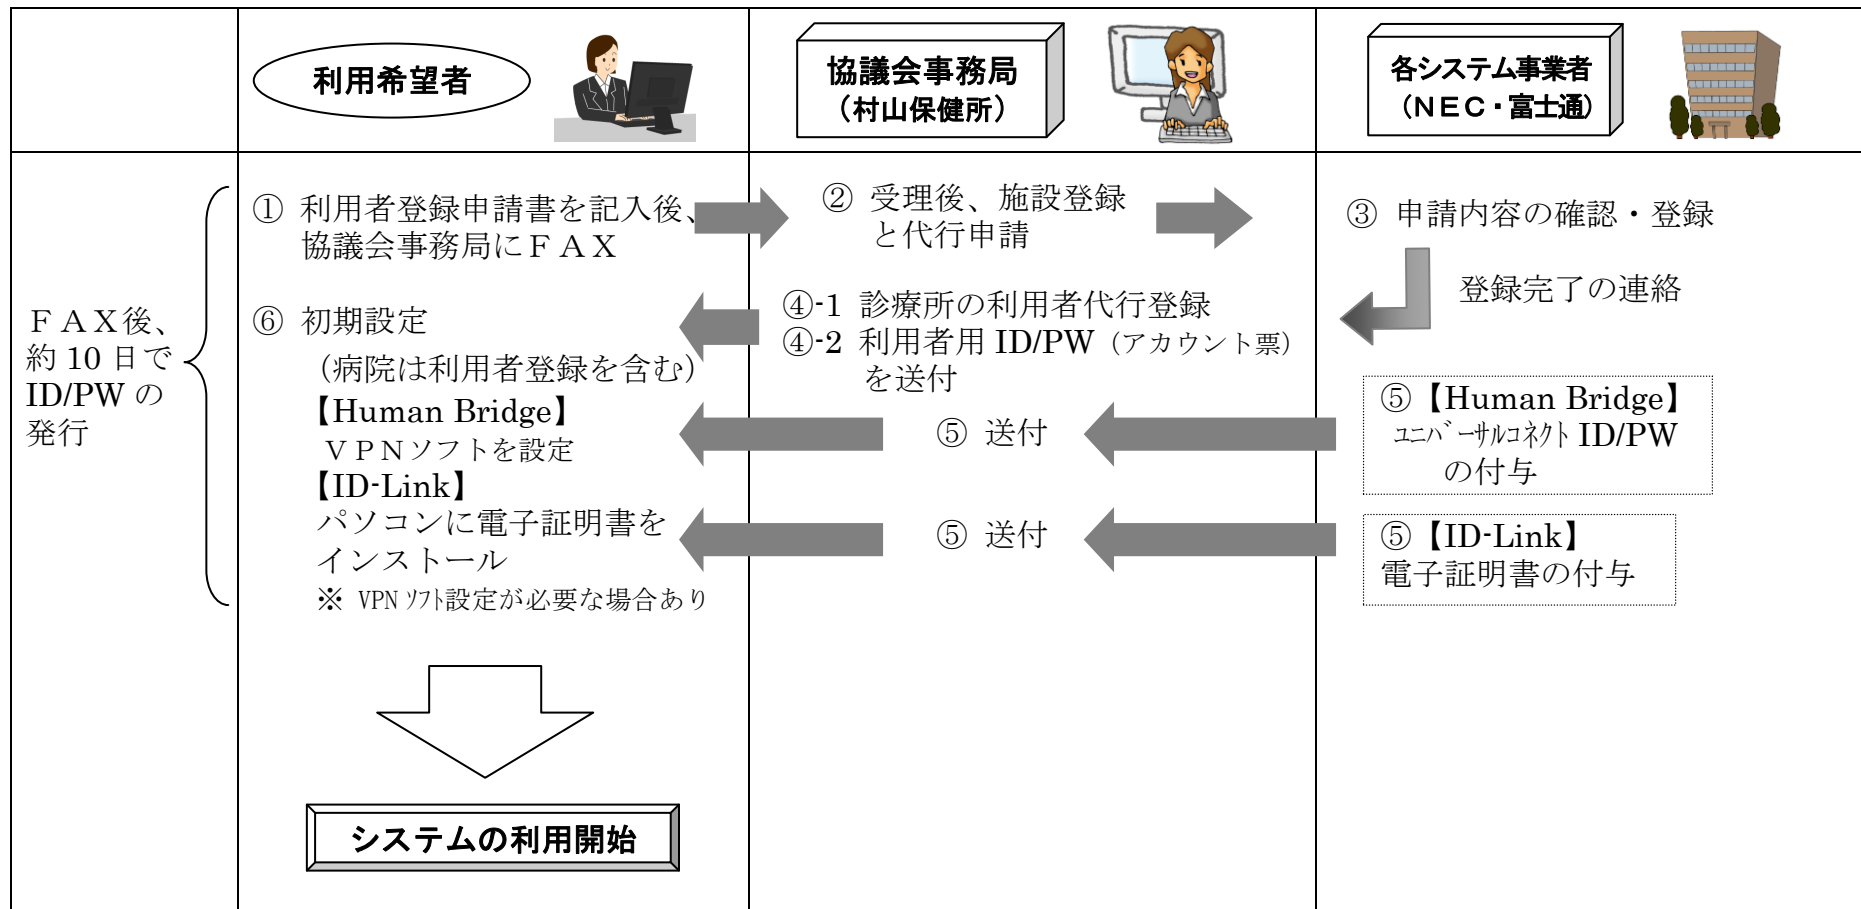 利用希望者
協議会事務局
（村山保健所）
各システム事業者
（ＮＥＣ・富士通）
ＦＡＸ後、
約 10 日で
ID/PW の
発行
① 利用者登録申請書を記入後、
協議会事務局にＦＡＸ
② 受理後、施設登録
と代行申請
③ 申請内容の確認・登録
登録完了の連絡
④-1 診療所の利用者代行登録
④-2 利用者用 ID/PW（アカウント票）
を送付
⑥ 初期設定
（病院は利用者登録を含む）
【Human Bridge】
ＶＰＮソフトを設定
【ID-Link】
パソコンに電子証明書を
インストール
※ VPN ｿﾌﾄ設定が必要な場合あり
⑤ 送付
⑤【Human Bridge】
ﾕﾆﾊﾞｰｻﾙｺﾈｸﾄ ID/PW
の付与
⑤ 送付
⑤【ID-Link】
電子証明書の付与
システムの利用開始